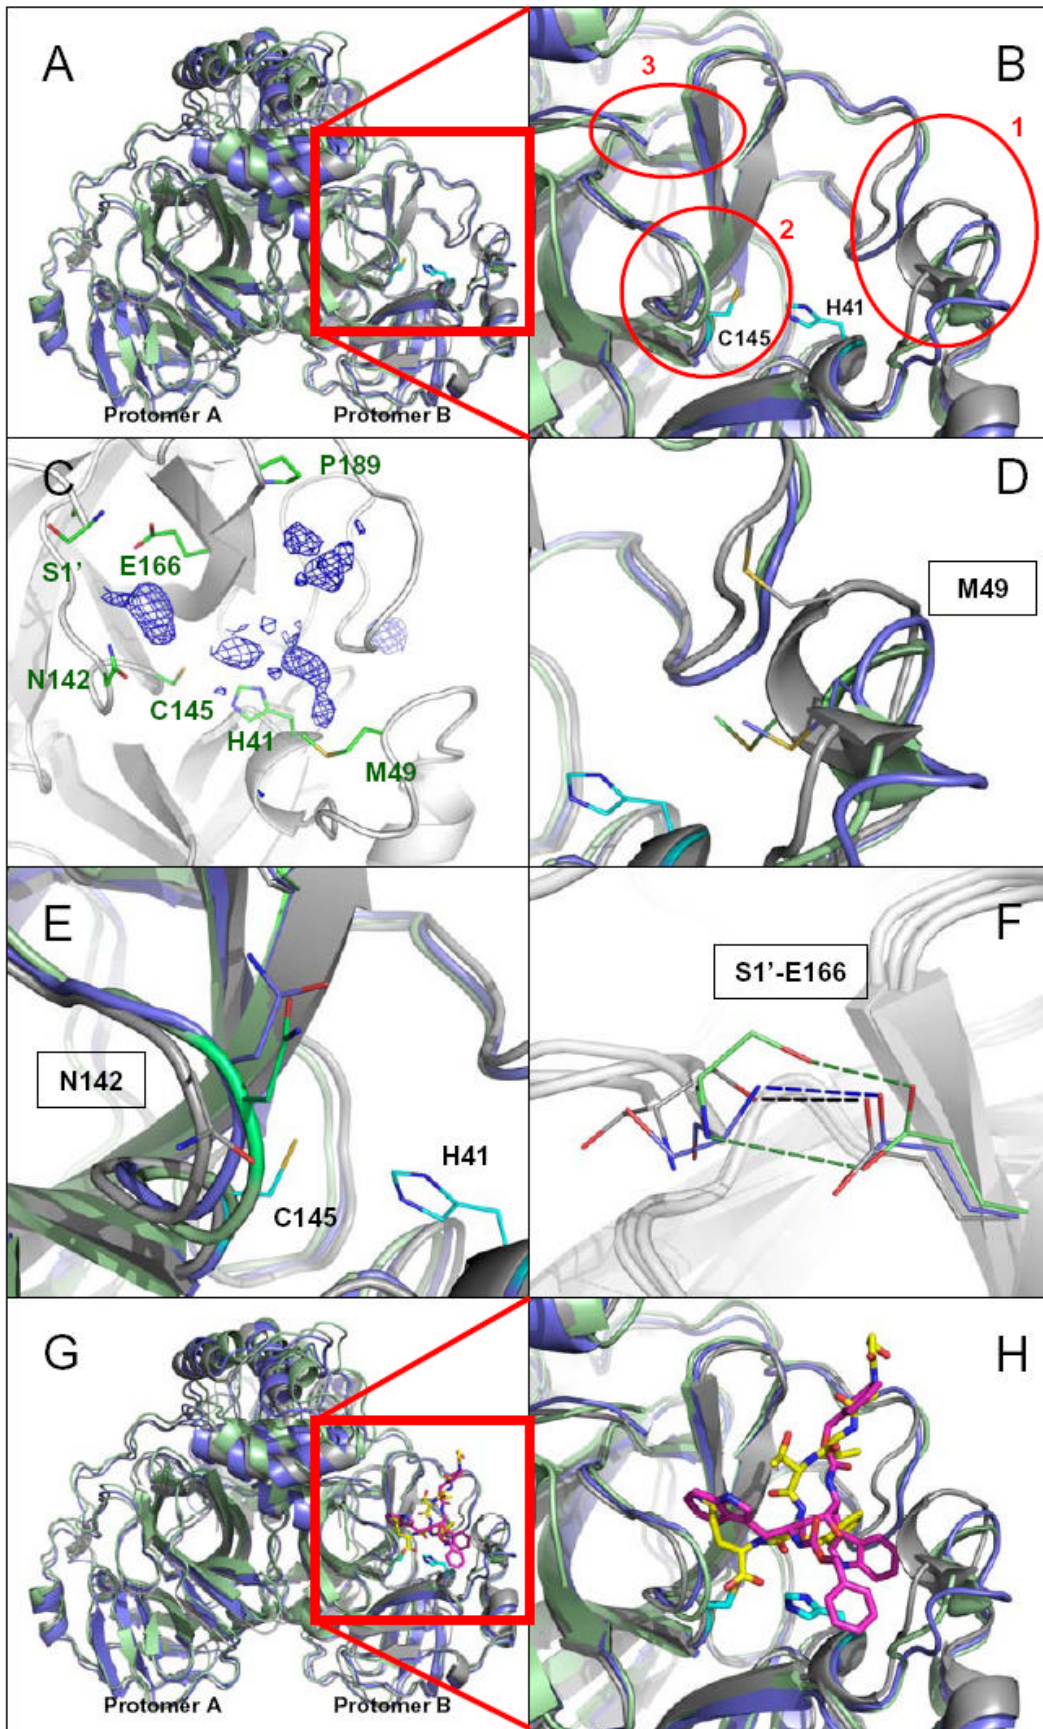 A
Protomer A
Protomer B
B
3
1
2
H41
C145
C
P189
S1'
E166
N142
C145
H41
M49
D
M49
E
N142
H41
C145
F
S1'-E166
G
Protomer A
Protomer B
H